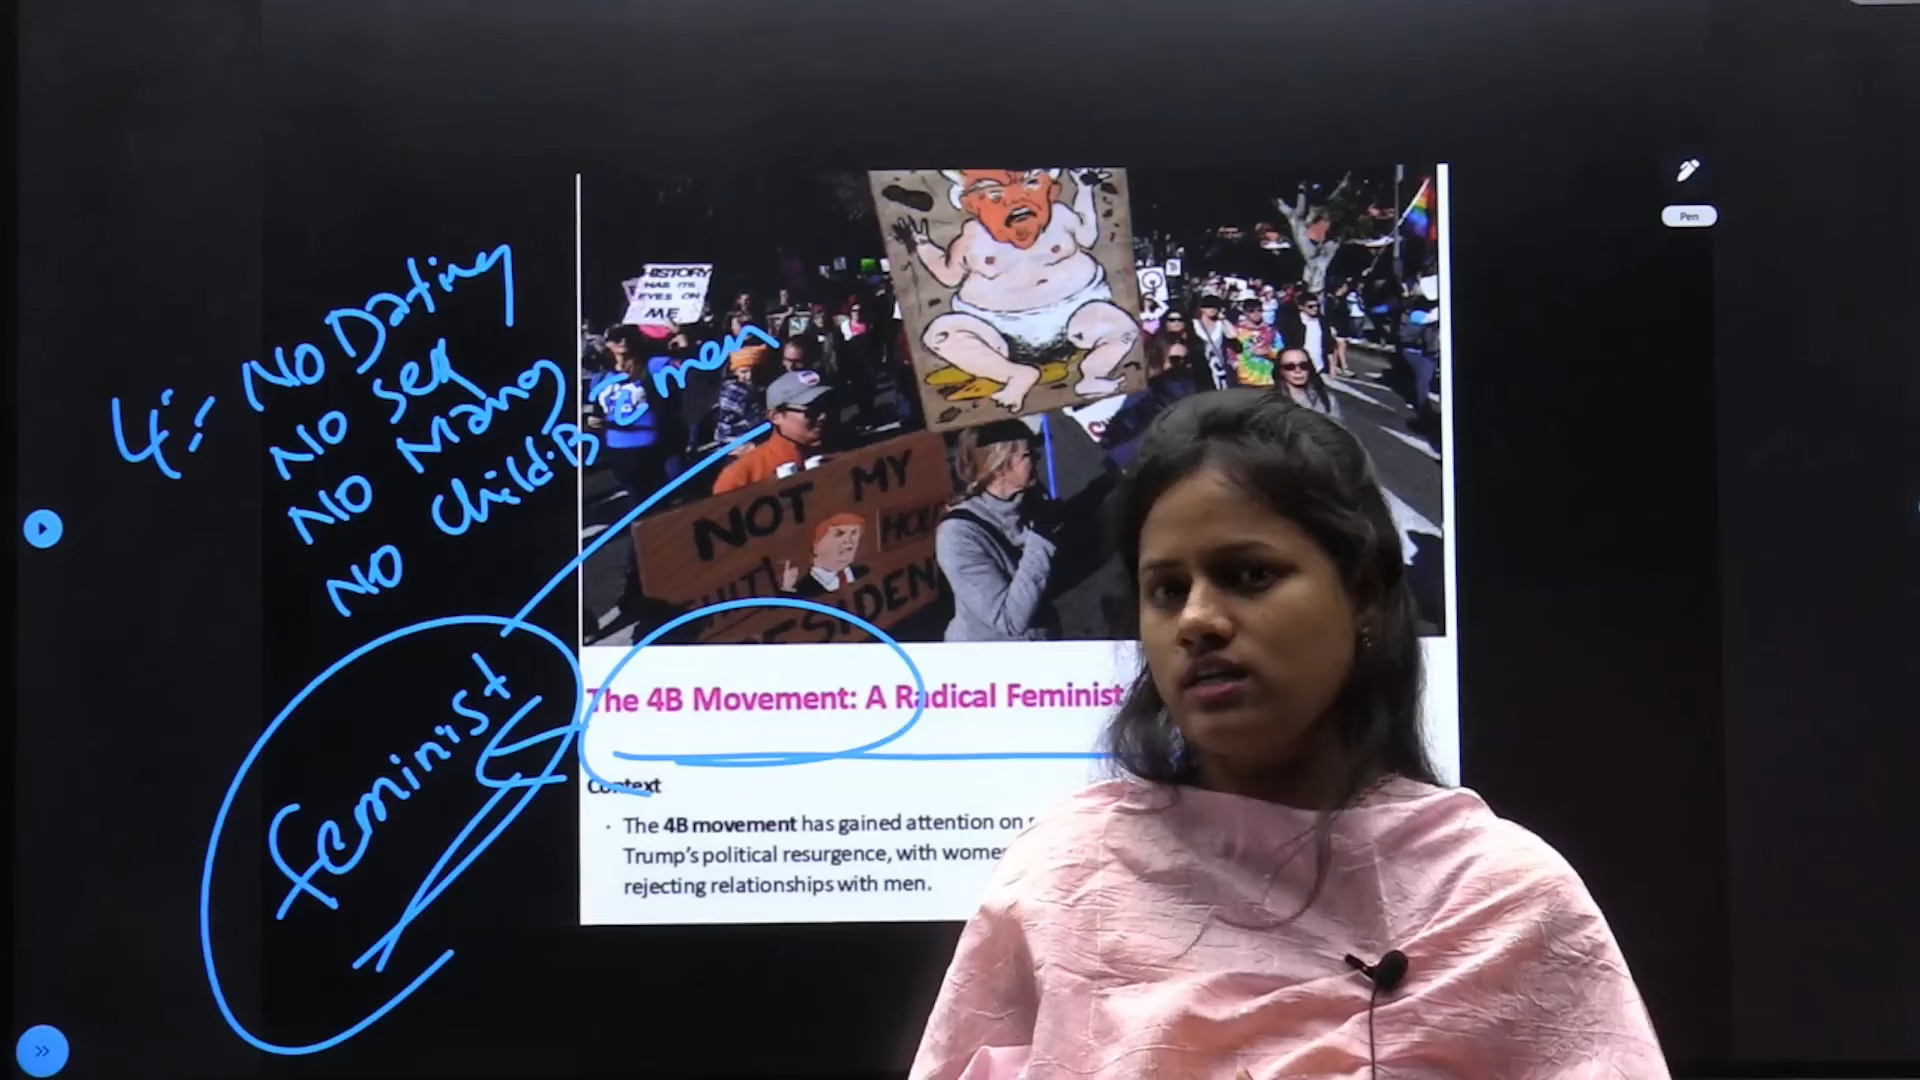 Pen
HISTORY
HAS ITS
EYES ON
ME
4:-
No Dating
No Sex
No Marrg
No Child.B
c men
NOT MY
feminist
The 4B Movement: A Radical Feminist
Context
· The 4B movement has gained attention on
Trump's political resurgence, with
rejecting relationships with men.